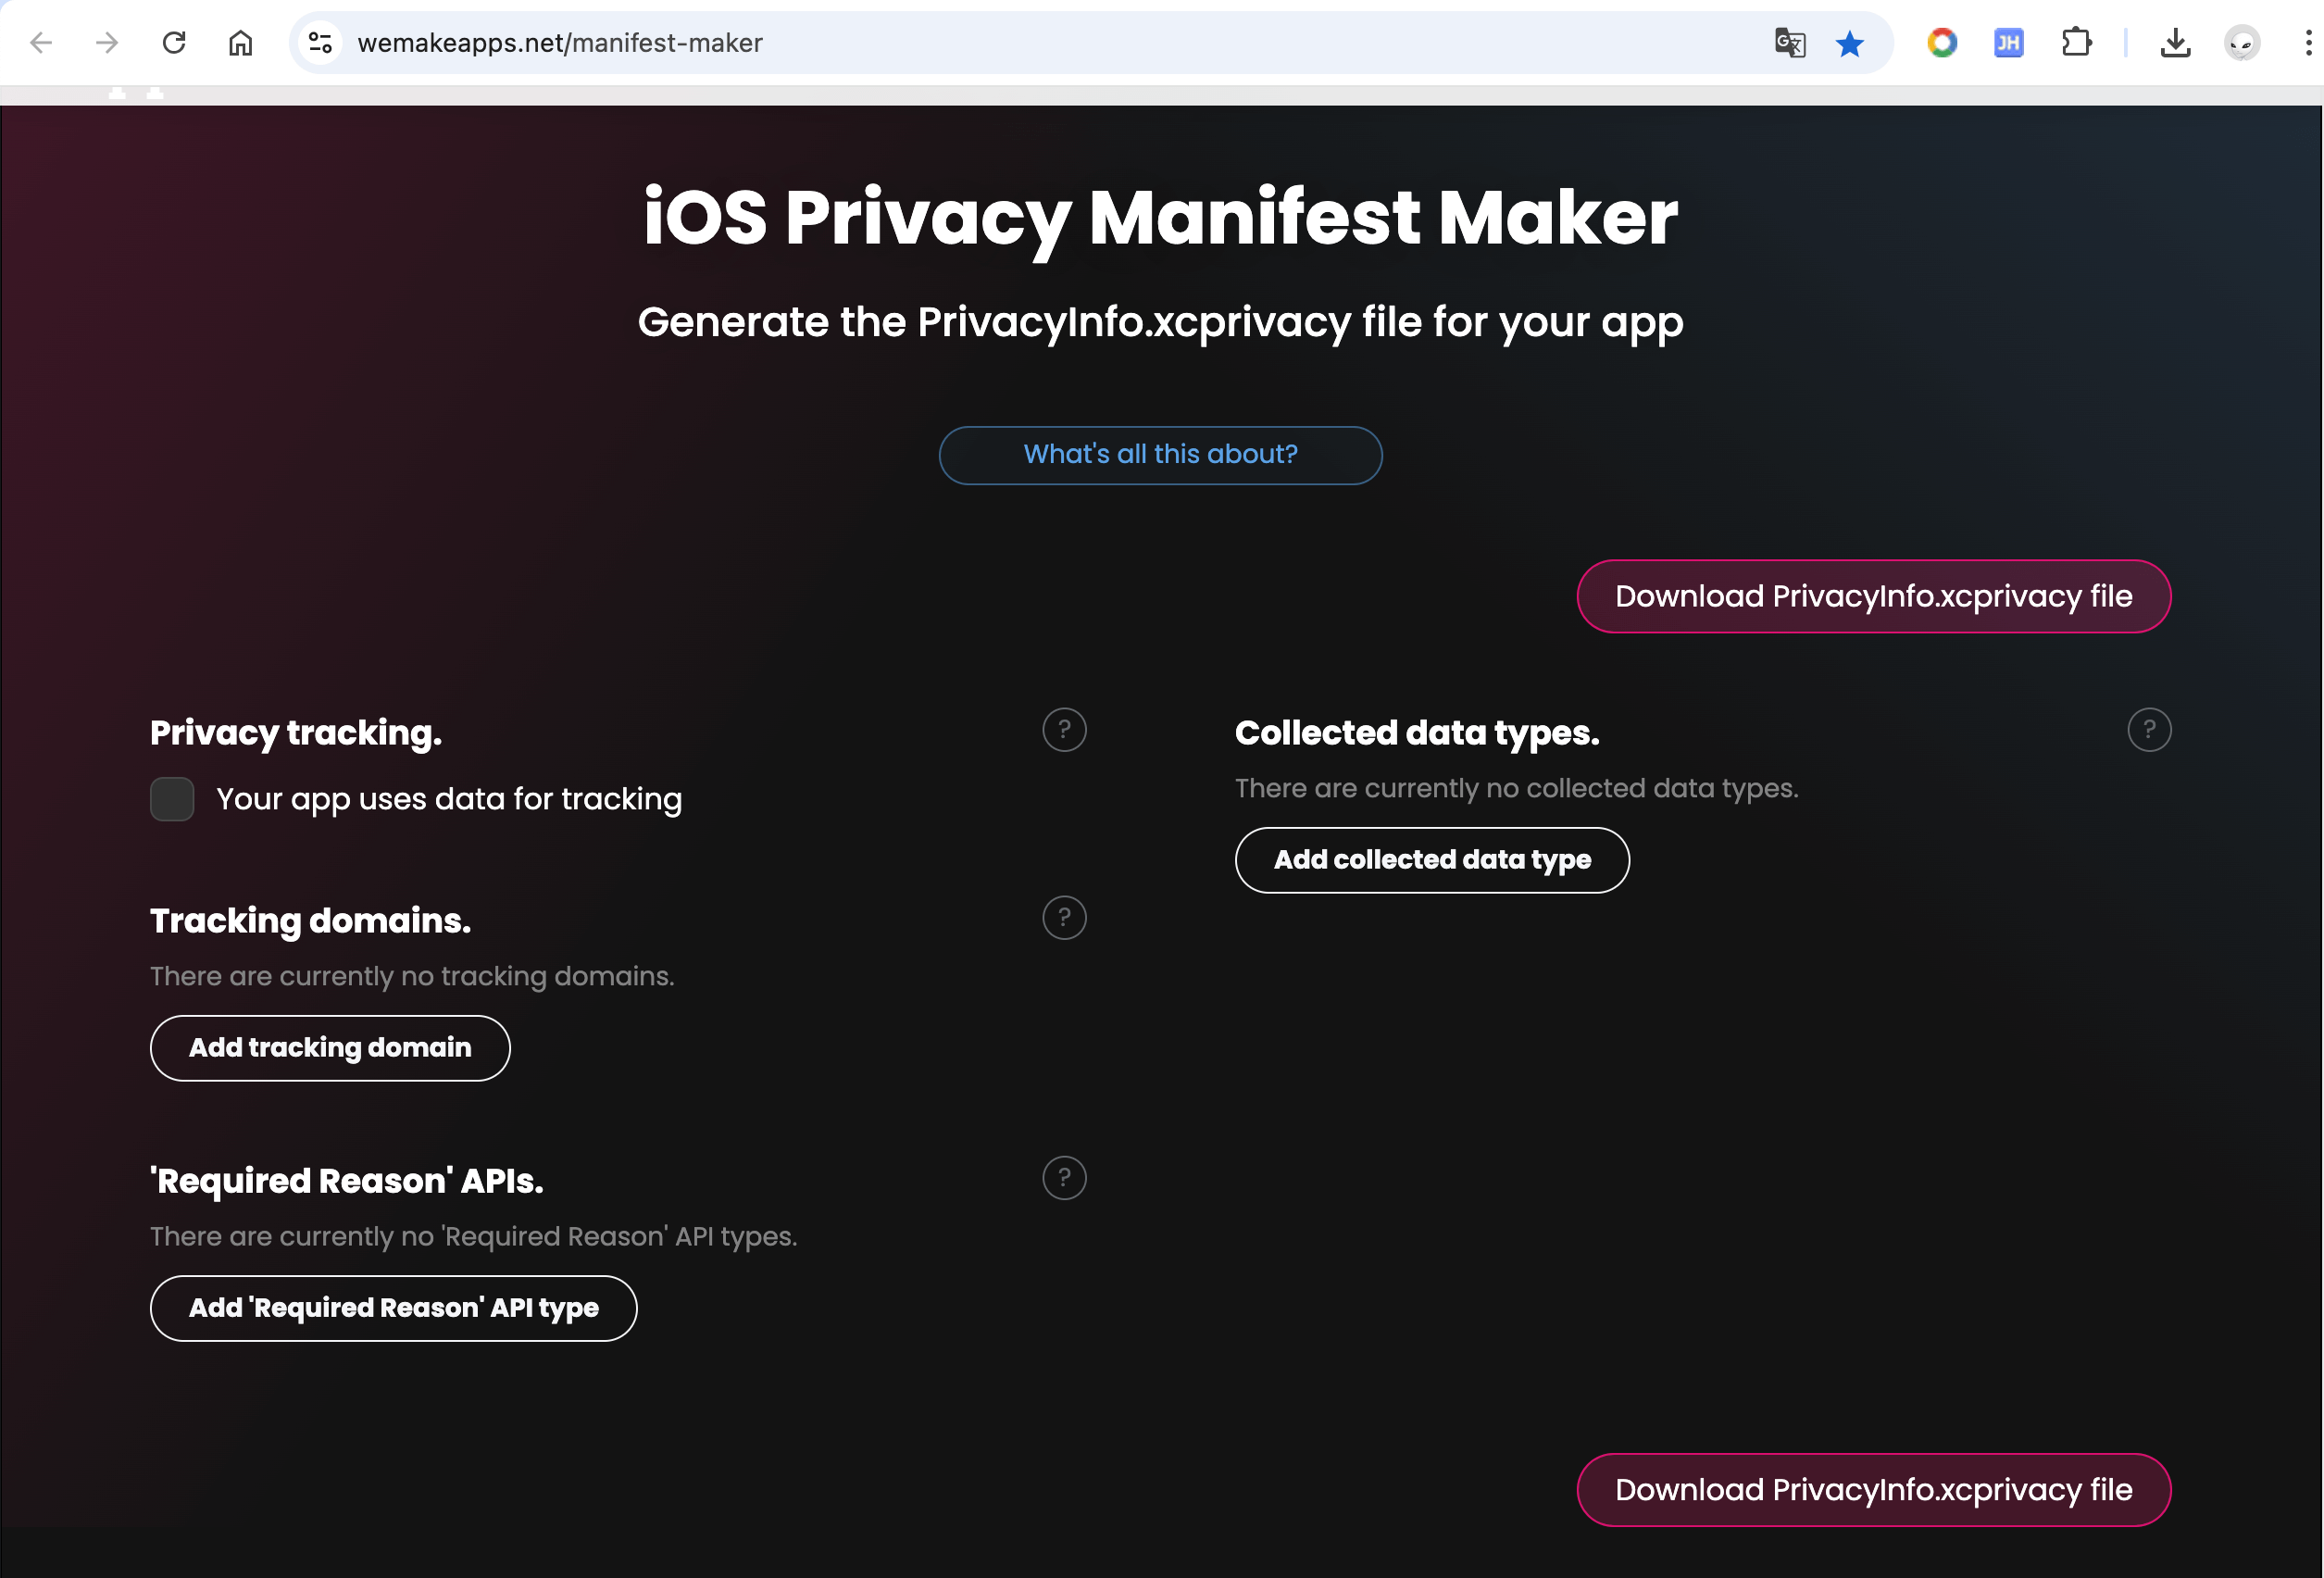 wemakeapps.net/manifest-maker
JH
iOS Privacy Manifest Maker
Generate the PrivacyInfo.xcprivacy file for your app
What's all this about?
Download PrivacyInfo.xcprivacy file
Privacy tracking.
?
Your app uses data for tracking
Tracking domains.
?
There are currently no tracking domains.
Add tracking domain
'Required Reason' APIs.
?
There are currently no 'Required Reason' API types.
Add 'Required Reason' API type
Collected data types.
?
There are currently no collected data types.
Add collected data type
Download PrivacyInfo.xcprivacy file